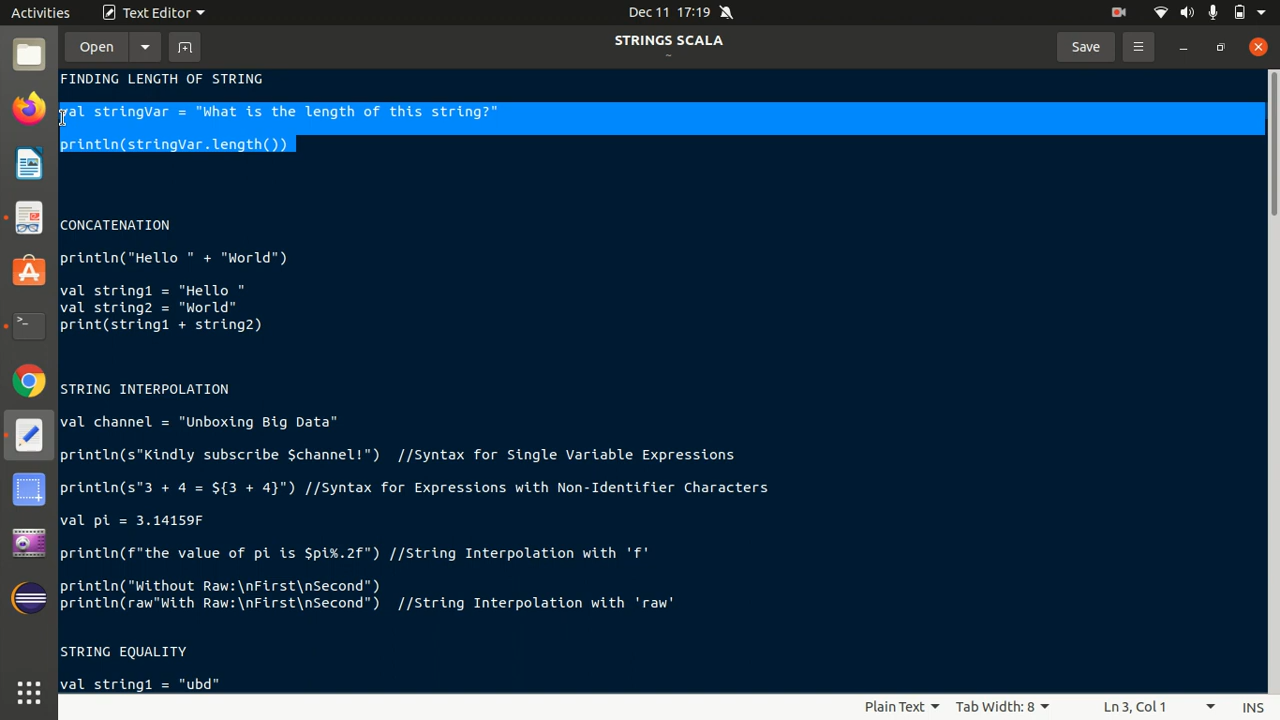 Activities
Text Editor
Dec 11 17:19
Open
STRINGS SCALA
~
Save
FINDING LENGTH OF STRING
val stringVar = "What is the length of this string?"
println(stringVar.length())
CONCATENATION
println("Hello " + "World")
val string1 = "Hello "
val string2 = "World"
print(string1 + string2)
STRING INTERPOLATION
val channel = "Unboxing Big Data"
println(s"Kindly subscribe $channel!")  //Syntax for Single Variable Expressions
println(s"3 + 4 = ${3 + 4}") //Syntax for Expressions with Non-Identifier Characters
val pi = 3.14159F
println(f"the value of pi is $pi%.2f") //String Interpolation with 'f'
println("Without Raw:\nFirst\nSecond")
println(raw"With Raw:\nFirst\nSecond")  //String Interpolation with 'raw'
STRING EQUALITY
val string1 = "ubd"
Plain Text
Tab Width: 8
Ln 3, Col 1
INS